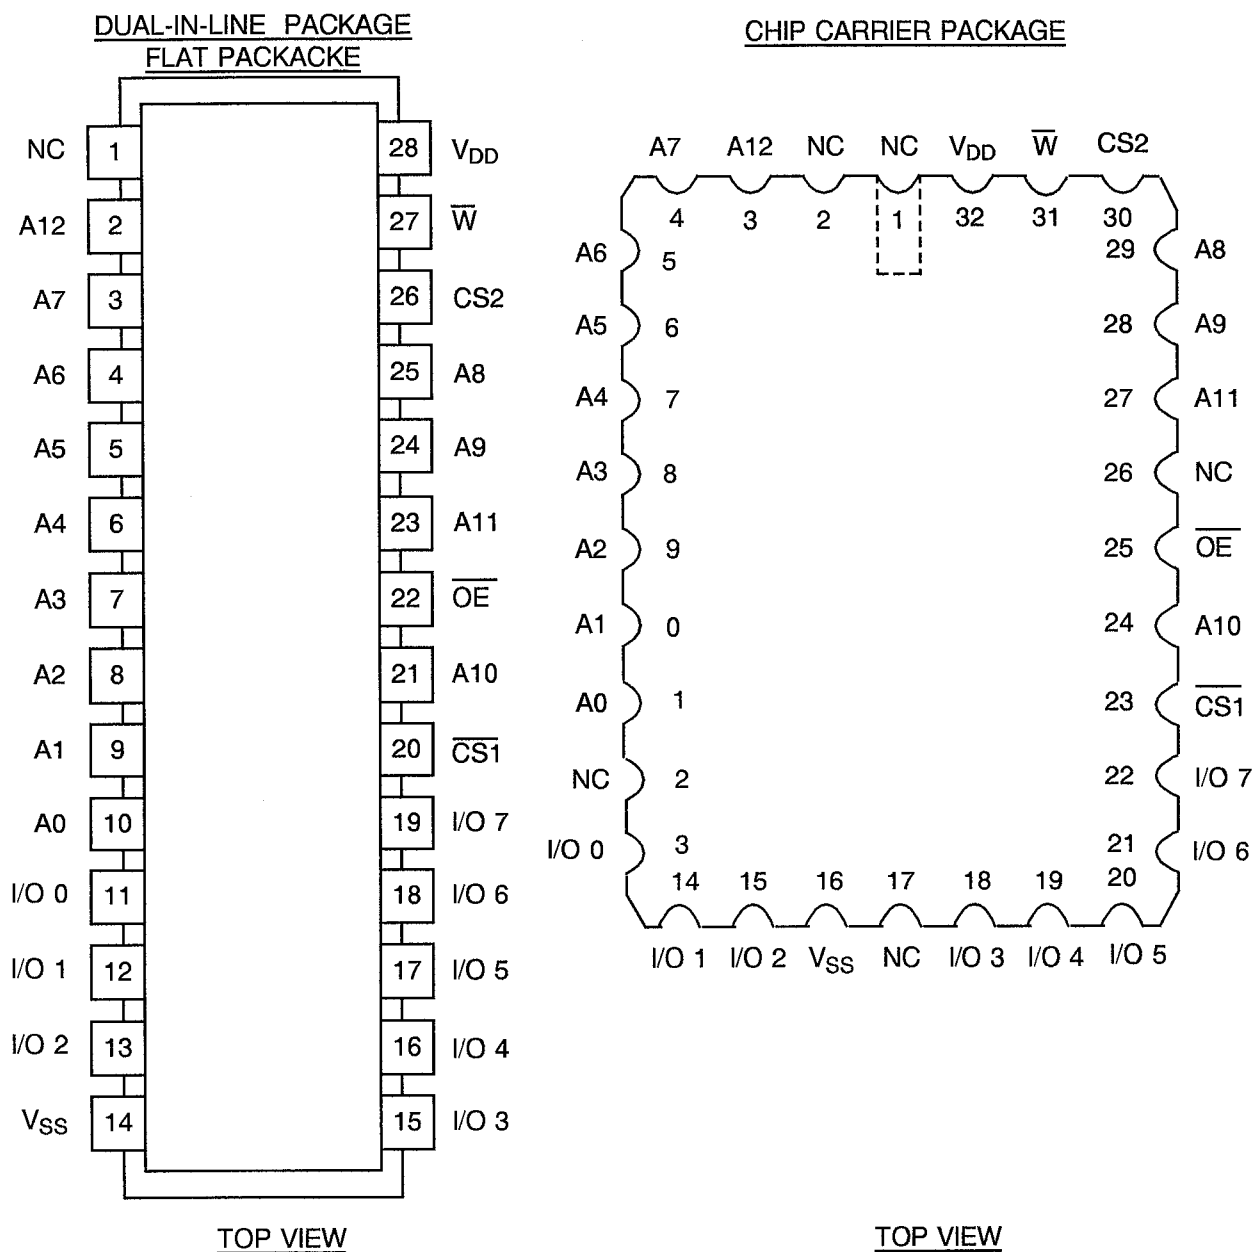 DUAL-IN-LINE PACKAGE
FLAT PACKACKE
NC 1 28 VDD
A12 2 27 W̅
A7 3 26 CS2
A6 4 25 A8
A5 5 24 A9
A4 6 23 A11
A3 7 22 O̅E̅
A2 8 21 A10
A1 9 20 C̅S̅1̅
A0 10 19 I/O 7
I/O 0 11 18 I/O 6
I/O 1 12 17 I/O 5
I/O 2 13 16 I/O 4
VSS 14 15 I/O 3
TOP VIEW
CHIP CARRIER PACKAGE
A7 A12 NC NC VDD W̅ CS2
4 3 2 1 32 31 30
A6 5 29 A8
A5 6 28 A9
A4 7 27 A11
A3 8 26 NC
A2 9 25 O̅E̅
A1 0 24 A10
A0 1 23 C̅S̅1̅
NC 2 22 I/O 7
I/O 0 3 21 I/O 6
14 15 16 17 18 19 20
I/O 1 I/O 2 VSS NC I/O 3 I/O 4 I/O 5
TOP VIEW